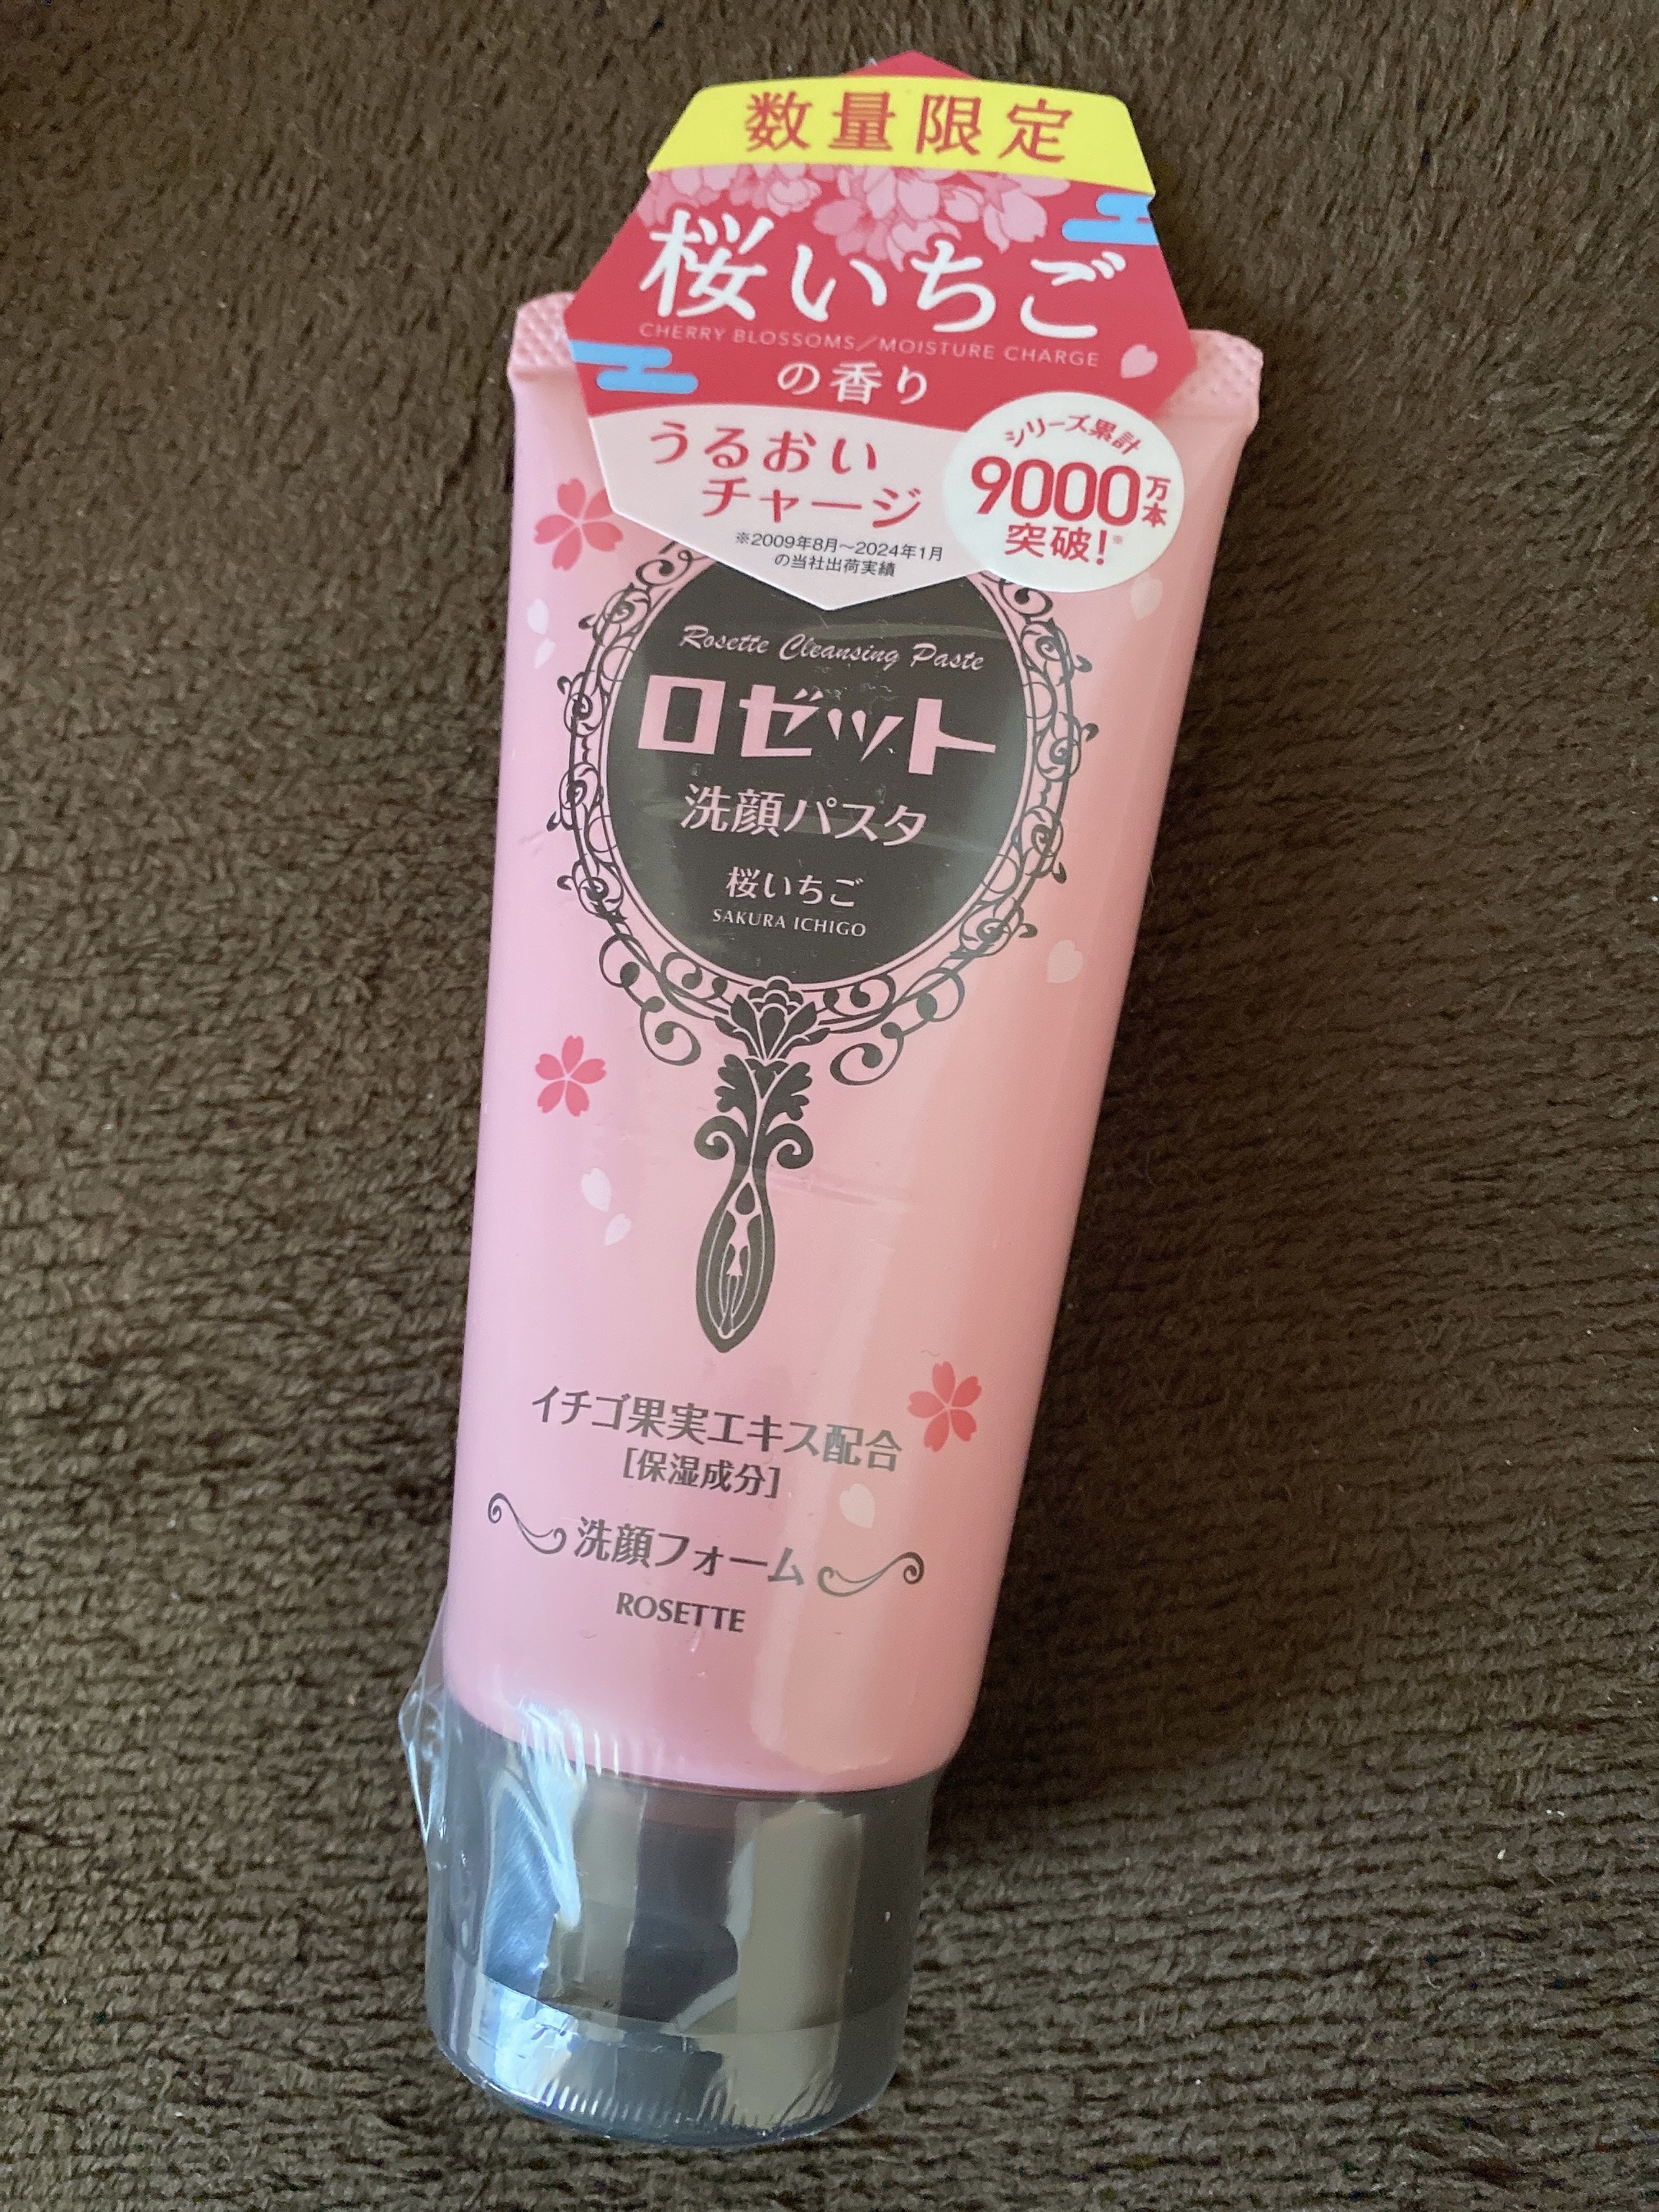 数量限定
桜いちご
CHERRY BLOSSOMS／MOISTURE CHARGE
の香り
うるおい
チャージ
※2009年8月～2024年1月
の当社出荷実績
シリーズ累計
9000万本
突破!※
Rosette Cleansing Paste
ロゼット
洗顔パスタ
桜いちご
SAKURA ICHIGO
イチゴ果実エキス配合
[保湿成分]
洗顔フォーム
ROSETTE